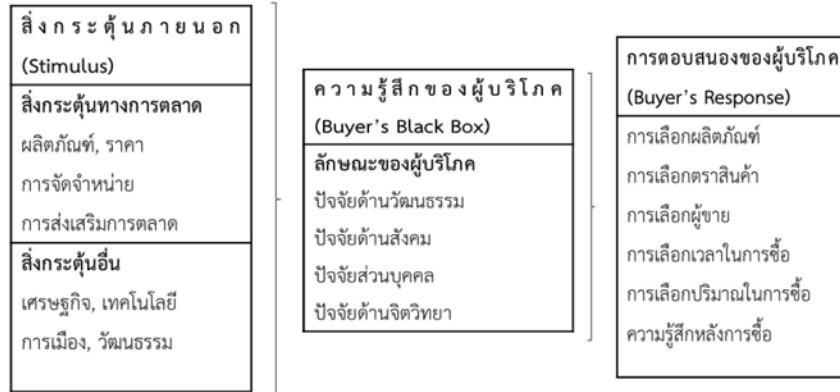 สิ่งกระตุ้นภายนอก
(Stimulus)
สิ่งกระตุ้นทางการตลาด
ผลิตภัณฑ์, ราคา
การจัดจำหน่าย
การส่งเสริมการตลาด
สิ่งกระตุ้นอื่น
เศรษฐกิจ, เทคโนโลยี
การเมือง, วัฒนธรรม
ความรู้สึกของผู้บริโภค
(Buyer's Black Box)
ลักษณะของผู้บริโภค
ปัจจัยด้านวัฒนธรรม
ปัจจัยด้านสังคม
ปัจจัยส่วนบุคคล
ปัจจัยด้านจิตวิทยา
การตอบสนองของผู้บริโภค
(Buyer's Response)
การเลือกผลิตภัณฑ์
การเลือกตราสินค้า
การเลือกผู้ขาย
การเลือกเวลาในการซื้อ
การเลือกปริมาณในการซื้อ
ความรู้สึกหลังการซื้อ